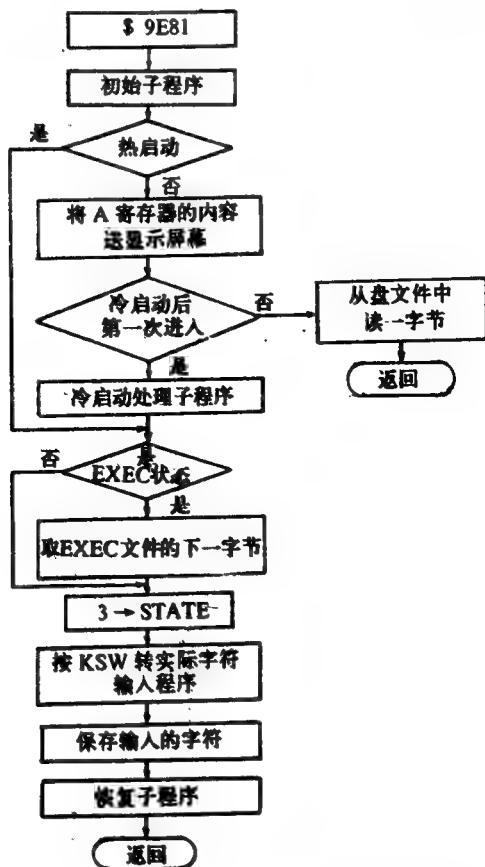 $ 9E81
初始子程序
是
热启动
否
将 A 寄存器的内容
送显示屏幕
冷启动后
第一次进入
否
从盘文件中
读一字节
返回
是
冷启动处理子程序
是
否
EXEC状态
是
取EXEC文件的下一字节
3→STATE
按 KSW 转实际字符
输入程序
保存输入的字符
恢复子程序
返回